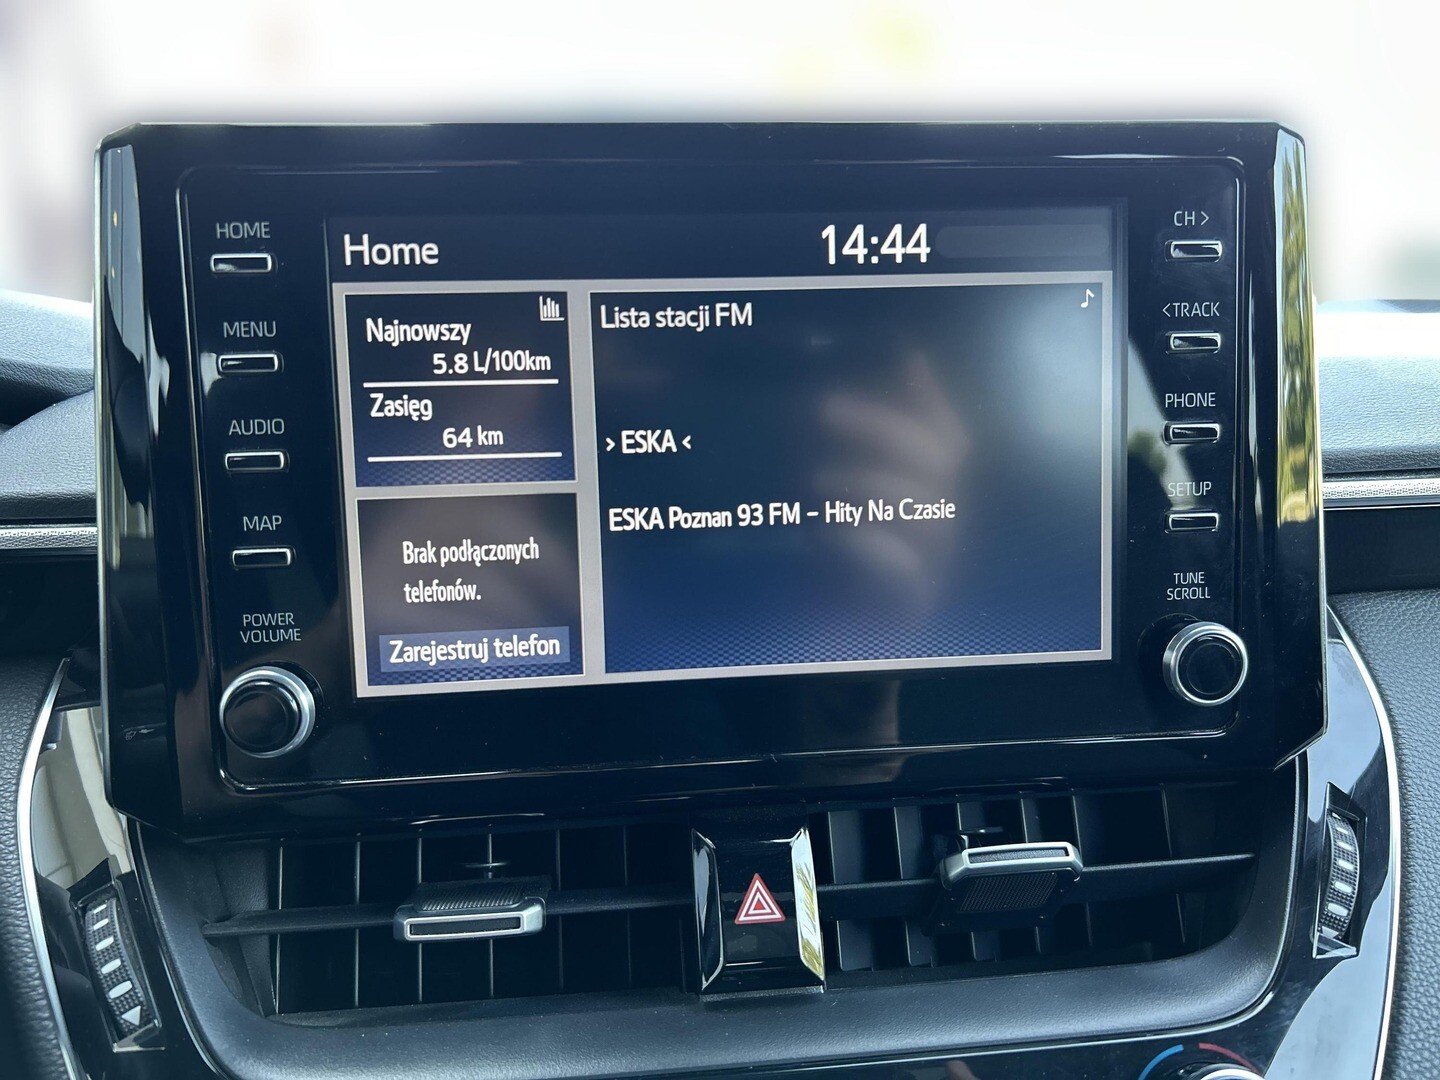 HOME
MENU
AUDIO
MAP
POWER
VOLUME
Home
14:44
Najnowszy
5.8 L/100km
Zasięg
64 km
Brak podłączonych
telefonów.
Zarejestruj telefon
Lista stacji FM
› ESKA ‹
ESKA Poznan 93 FM – Hity Na Czasie
CH >
<TRACK
PHONE
SETUP
TUNE
SCROLL